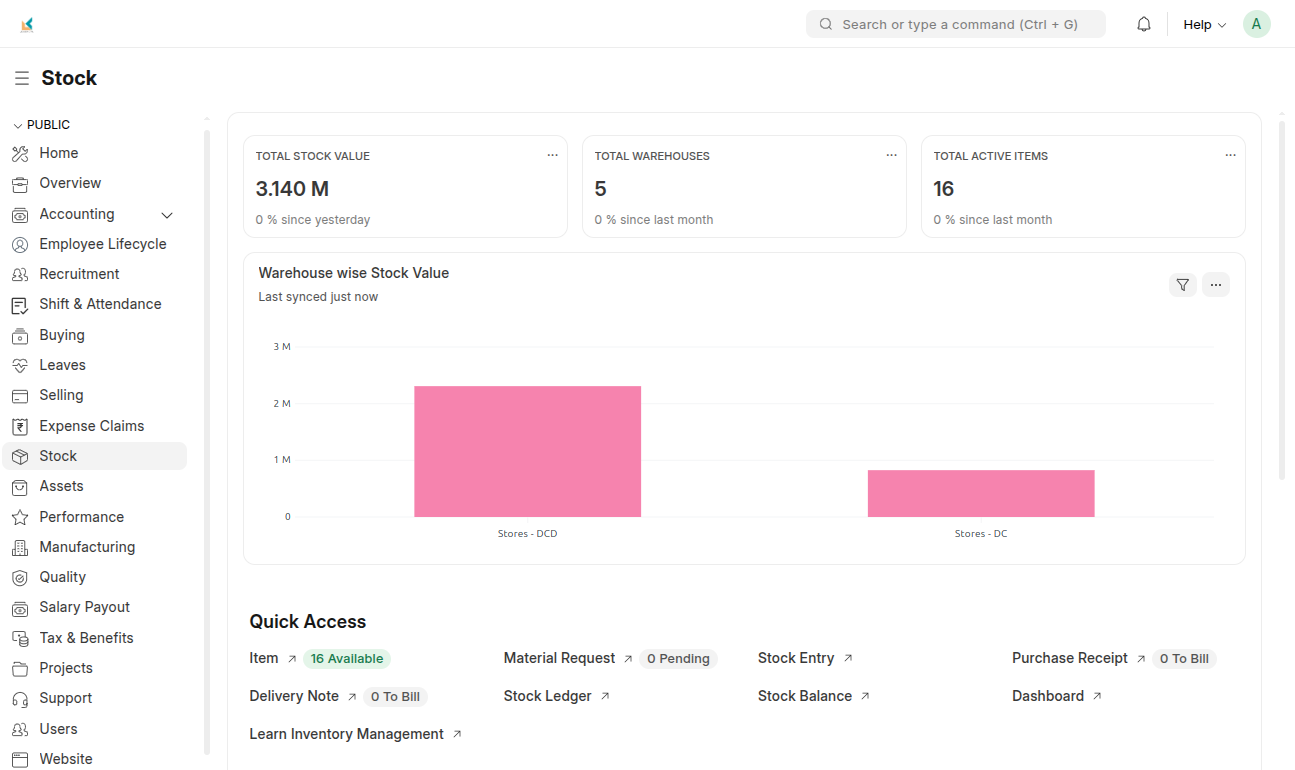 Search or type a command (Ctrl + G)
Help
A
Stock
PUBLIC
Home
Overview
Accounting
Employee Lifecycle
Recruitment
Shift & Attendance
Buying
Leaves
Selling
Expense Claims
Stock
Assets
Performance
Manufacturing
Quality
Salary Payout
Tax & Benefits
Projects
Support
Users
Website
TOTAL STOCK VALUE
3.140 M
0 % since yesterday
TOTAL WAREHOUSES
5
0 % since last month
TOTAL ACTIVE ITEMS
16
0 % since last month
Warehouse wise Stock Value
Last synced just now
3 M
2 M
1 M
0
Stores - DCD
Stores - DC
Quick Access
Item 16 Available
Material Request 0 Pending
Stock Entry
Purchase Receipt 0 To Bill
Delivery Note 0 To Bill
Stock Ledger
Stock Balance
Dashboard
Learn Inventory Management